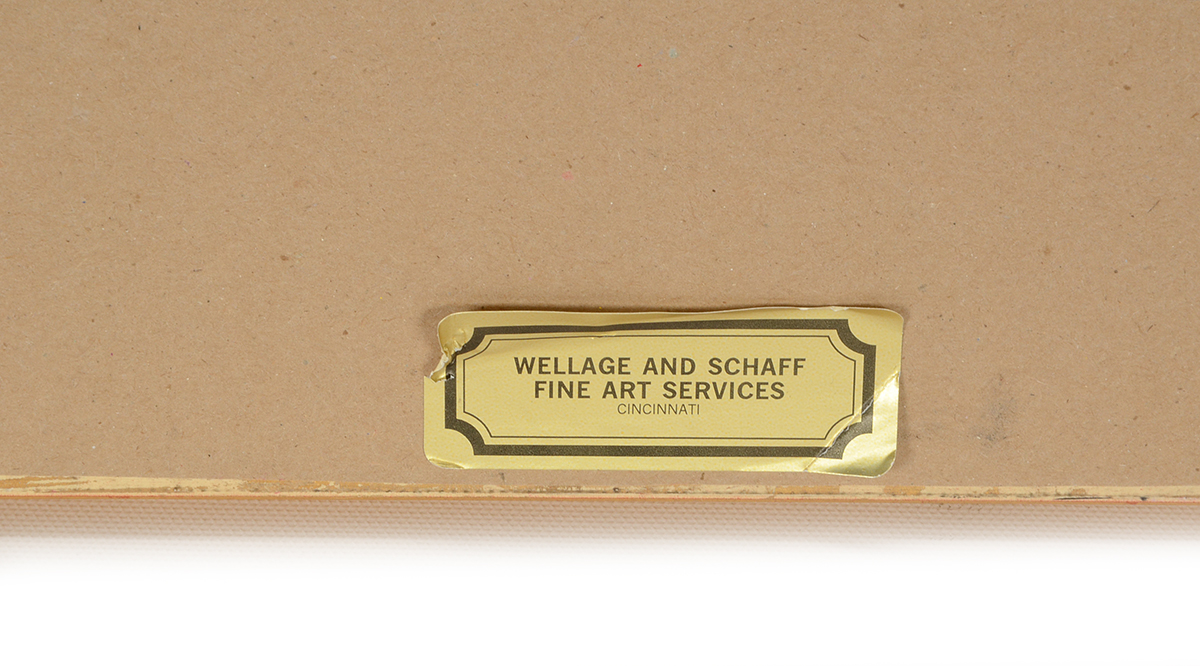 WELLAGE AND SCHAFF
FINE ART SERVICES
CINCINNATI